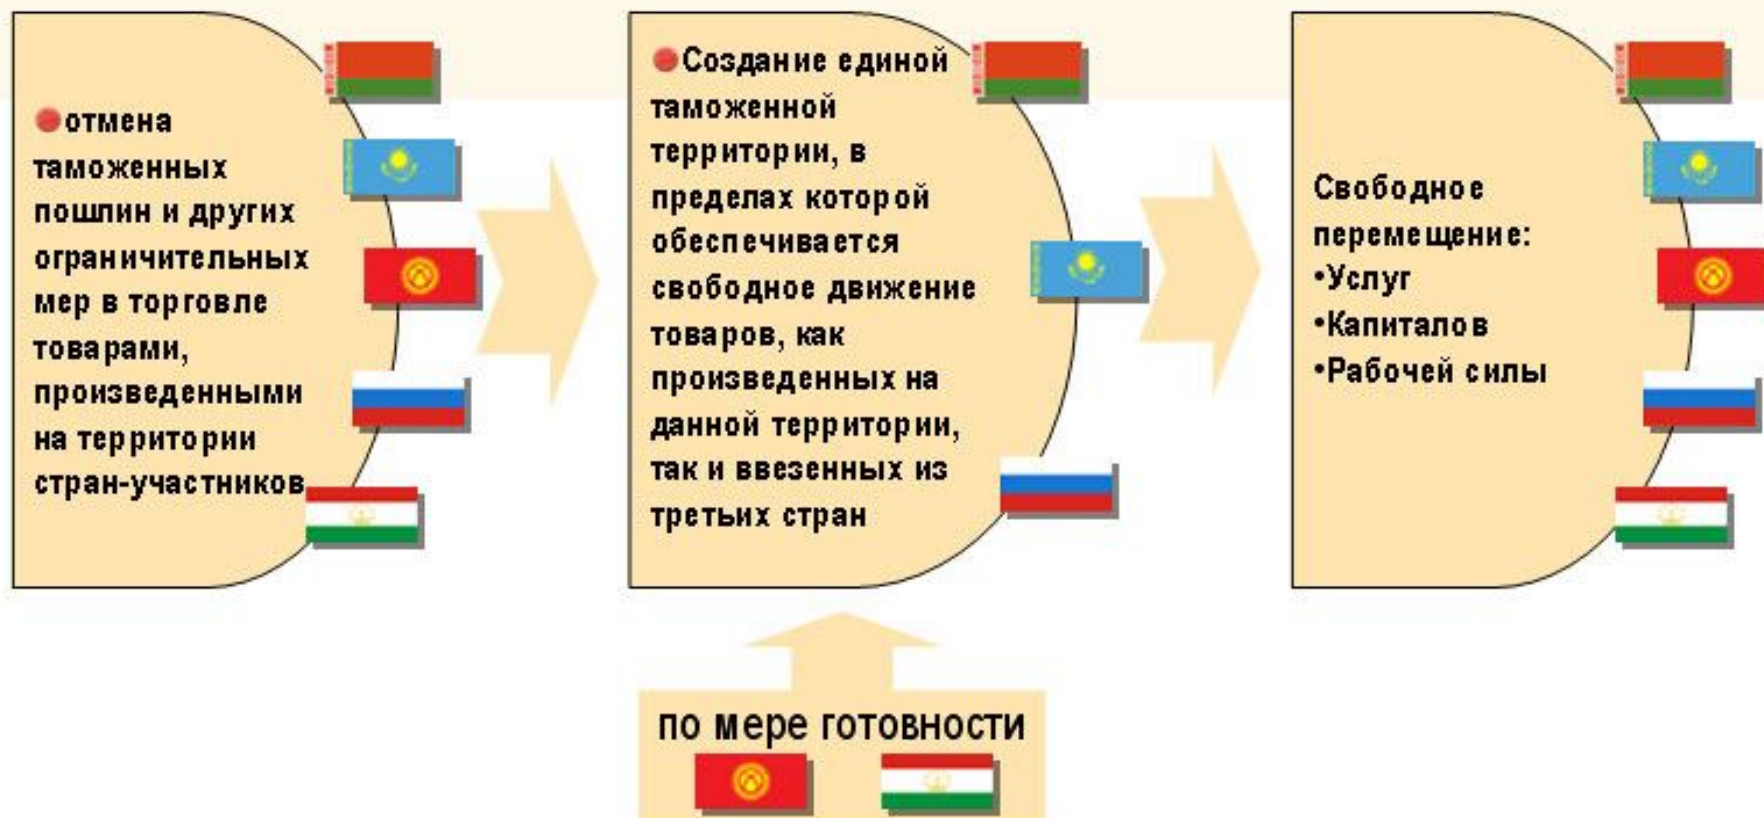 ●отмена
таможенных
пошлин и других
ограничительных
мер в торговле
товарами,
произведенными
на территории
стран-участников
●Создание единой
таможенной
территории, в
пределах которой
обеспечивается
свободное движение
товаров, как
произведенных на
данной территории,
так и ввезенных из
третьих стран
Свободное
перемещение:
•Услуг
•Капиталов
•Рабочей силы
по мере готовности